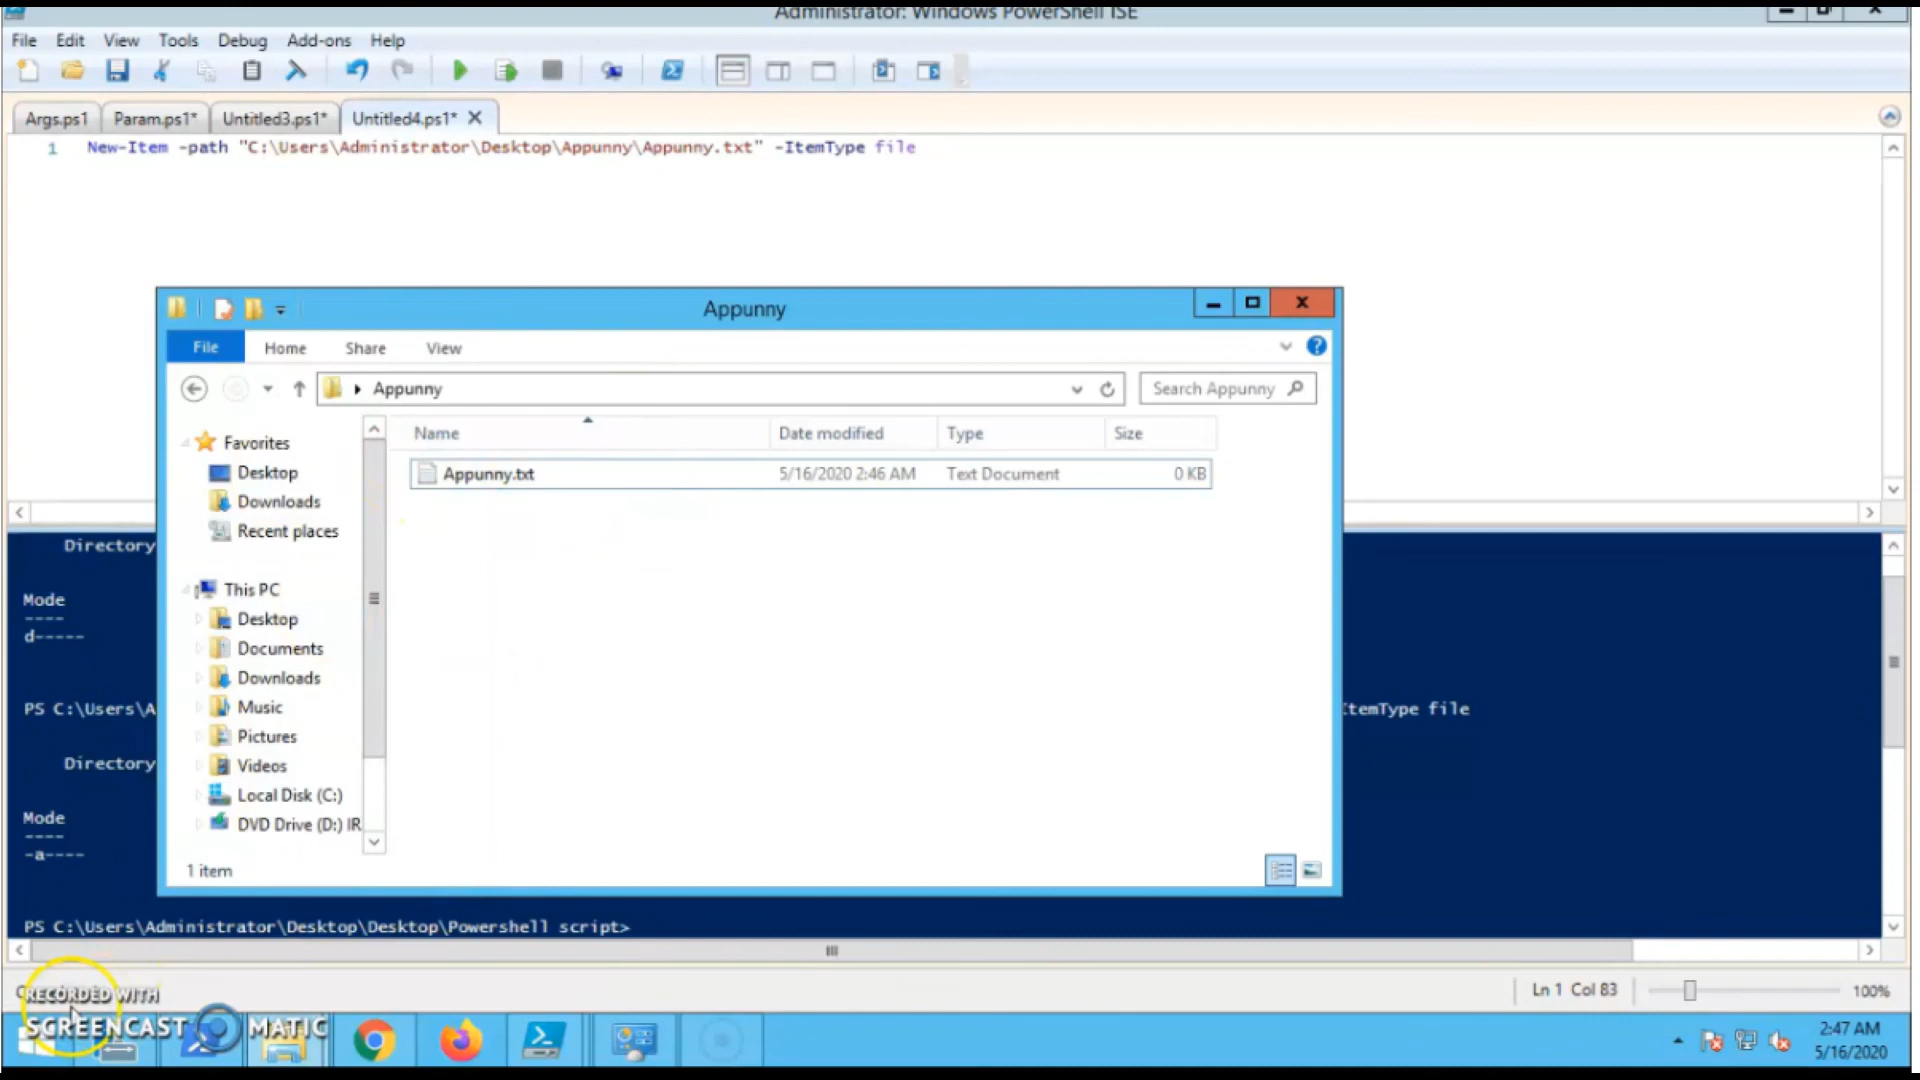 Administrator: Windows PowerShell ISE
File Edit View Tools Debug Add-ons Help
Args.ps1 Param.ps1* Untitled3.ps1* Untitled4.ps1*
1 New-Item -path "C:\Users\Administrator\Desktop\Appunny\Appunny.txt" -ItemType file
Appunny
File Home Share View
Appunny
Search Appunny
Name Date modified Type Size
Appunny.txt 5/16/2020 2:46 AM Text Document 0 KB
Favorites
Desktop
Downloads
Recent places
This PC
Desktop
Documents
Downloads
Music
Pictures
Videos
Local Disk (C:)
DVD Drive (D:) IR
1 item
Directory
Mode
----
d-----
PS C:\Users\A
ItemType file
Directory
Mode
----
-a----
PS C:\Users\Administrator\Desktop\Desktop\Powershell script>
Ln 1 Col 83
100%
RECORDED WITH
SCREENCAST MATIC
2:47 AM
5/16/2020